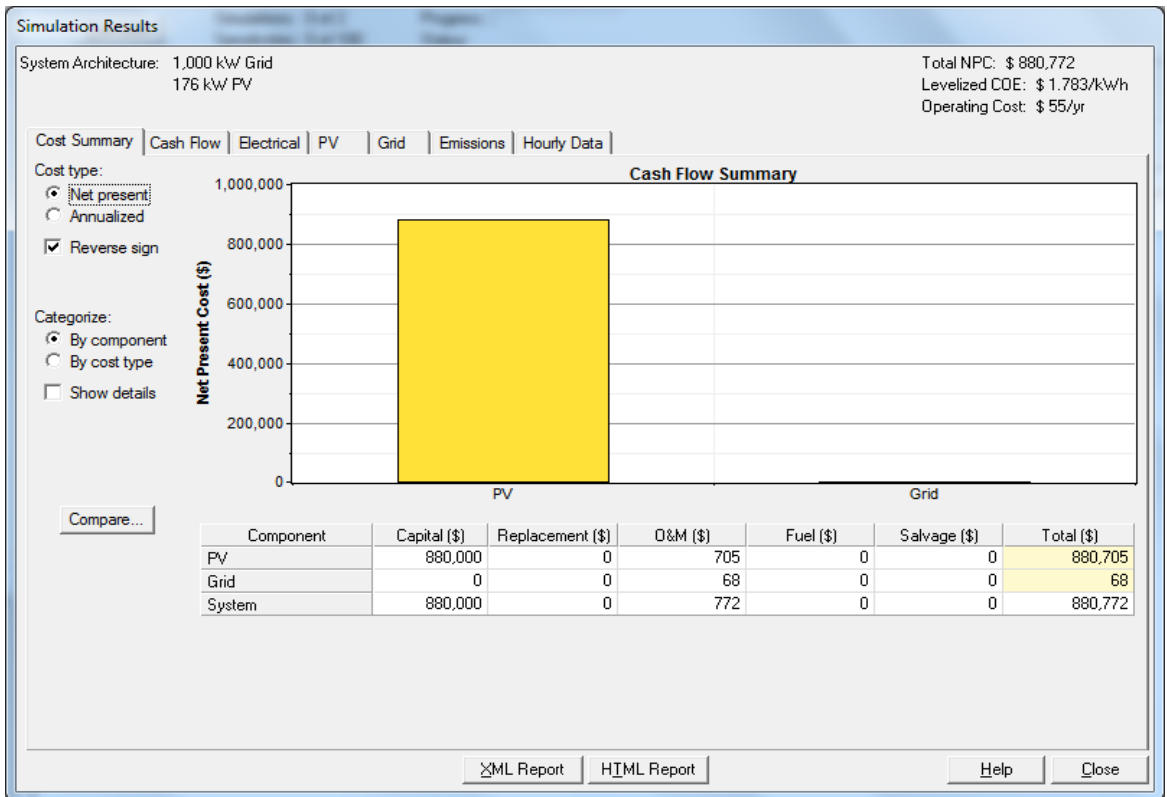 Simulation Results
System Architecture: 1,000 kW Grid
176 kW PV
Total NPC: $ 880,772
Levelized COE: $ 1.783/kWh
Operating Cost: $ 55/yr
Cost Summary Cash Flow Electrical PV Grid Emissions Hourly Data
Cost type:
Net present
Annualized
Reverse sign
Categorize:
By component
By cost type
Show details
Compare...
Cash Flow Summary
Net Present Cost ($)
1,000,000
800,000
600,000
400,000
200,000
0
PV Grid
Component Capital ($) Replacement ($) O&M ($) Fuel ($) Salvage ($) Total ($)
PV 880,000 0 705 0 0 880,705
Grid 0 0 68 0 0 68
System 880,000 0 772 0 0 880,772
XML Report HTML Report Help Close